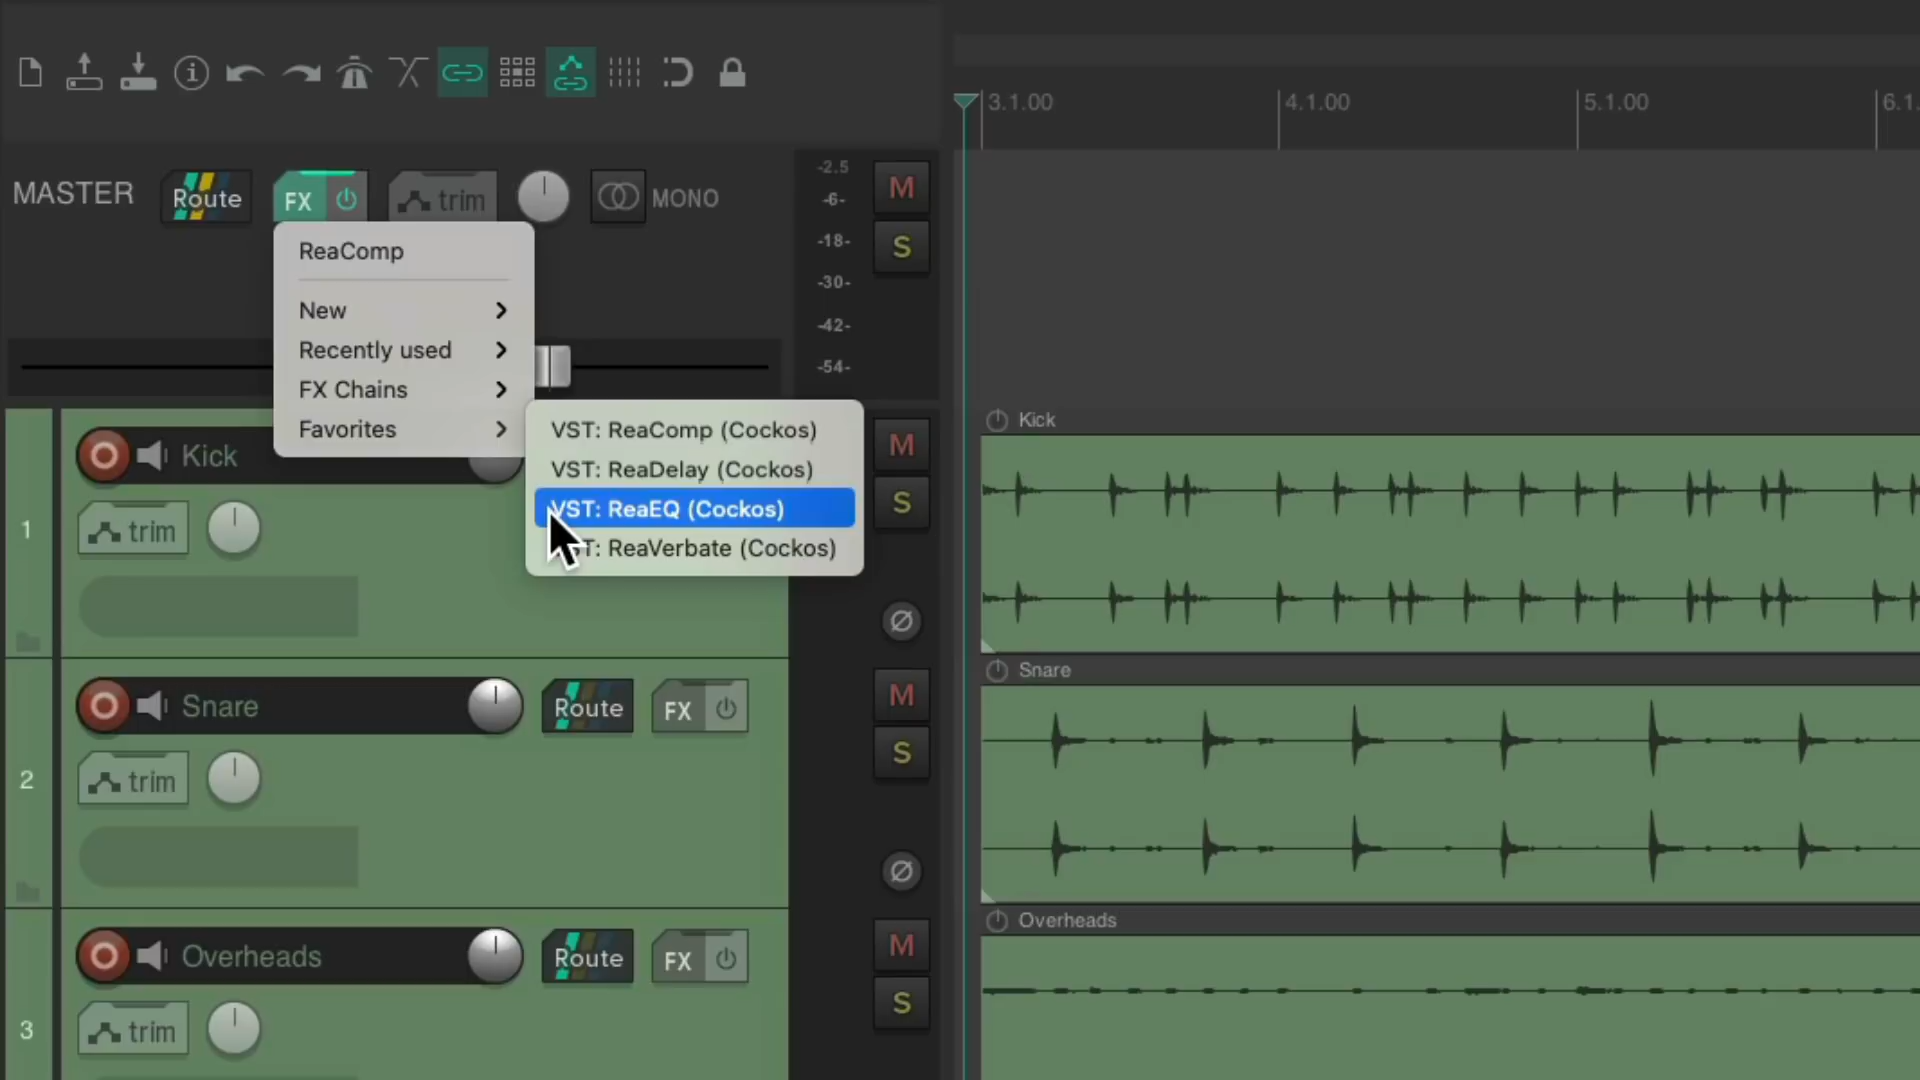 3.1.00 4.1.00 5.1.00 6.1.
MASTER Route FX trim MONO
-2.5
-6-
-18-
-30-
-42-
-54-
M
S
ReaComp
New
Recently used
FX Chains
Favorites
VST: ReaComp (Cockos)
VST: ReaDelay (Cockos)
VST: ReaEQ (Cockos)
T: ReaVerbate (Cockos)
1
Kick
trim
M
S
Ø
Kick
2
Snare
Route FX
trim
M
S
Ø
Snare
3
Overheads
Route FX
trim
M
S
Overheads